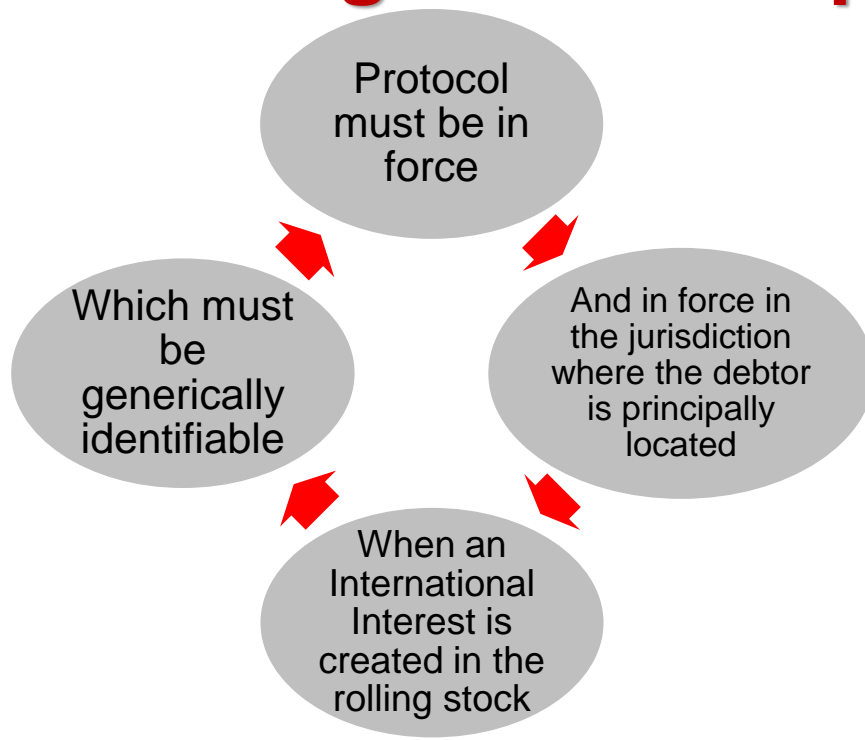 Protocol
must be in
force
And in force in
the jurisdiction
where the debtor
is principally
located
When an
International
Interest is
created in the
rolling stock
Which must
be
generically
identifiable